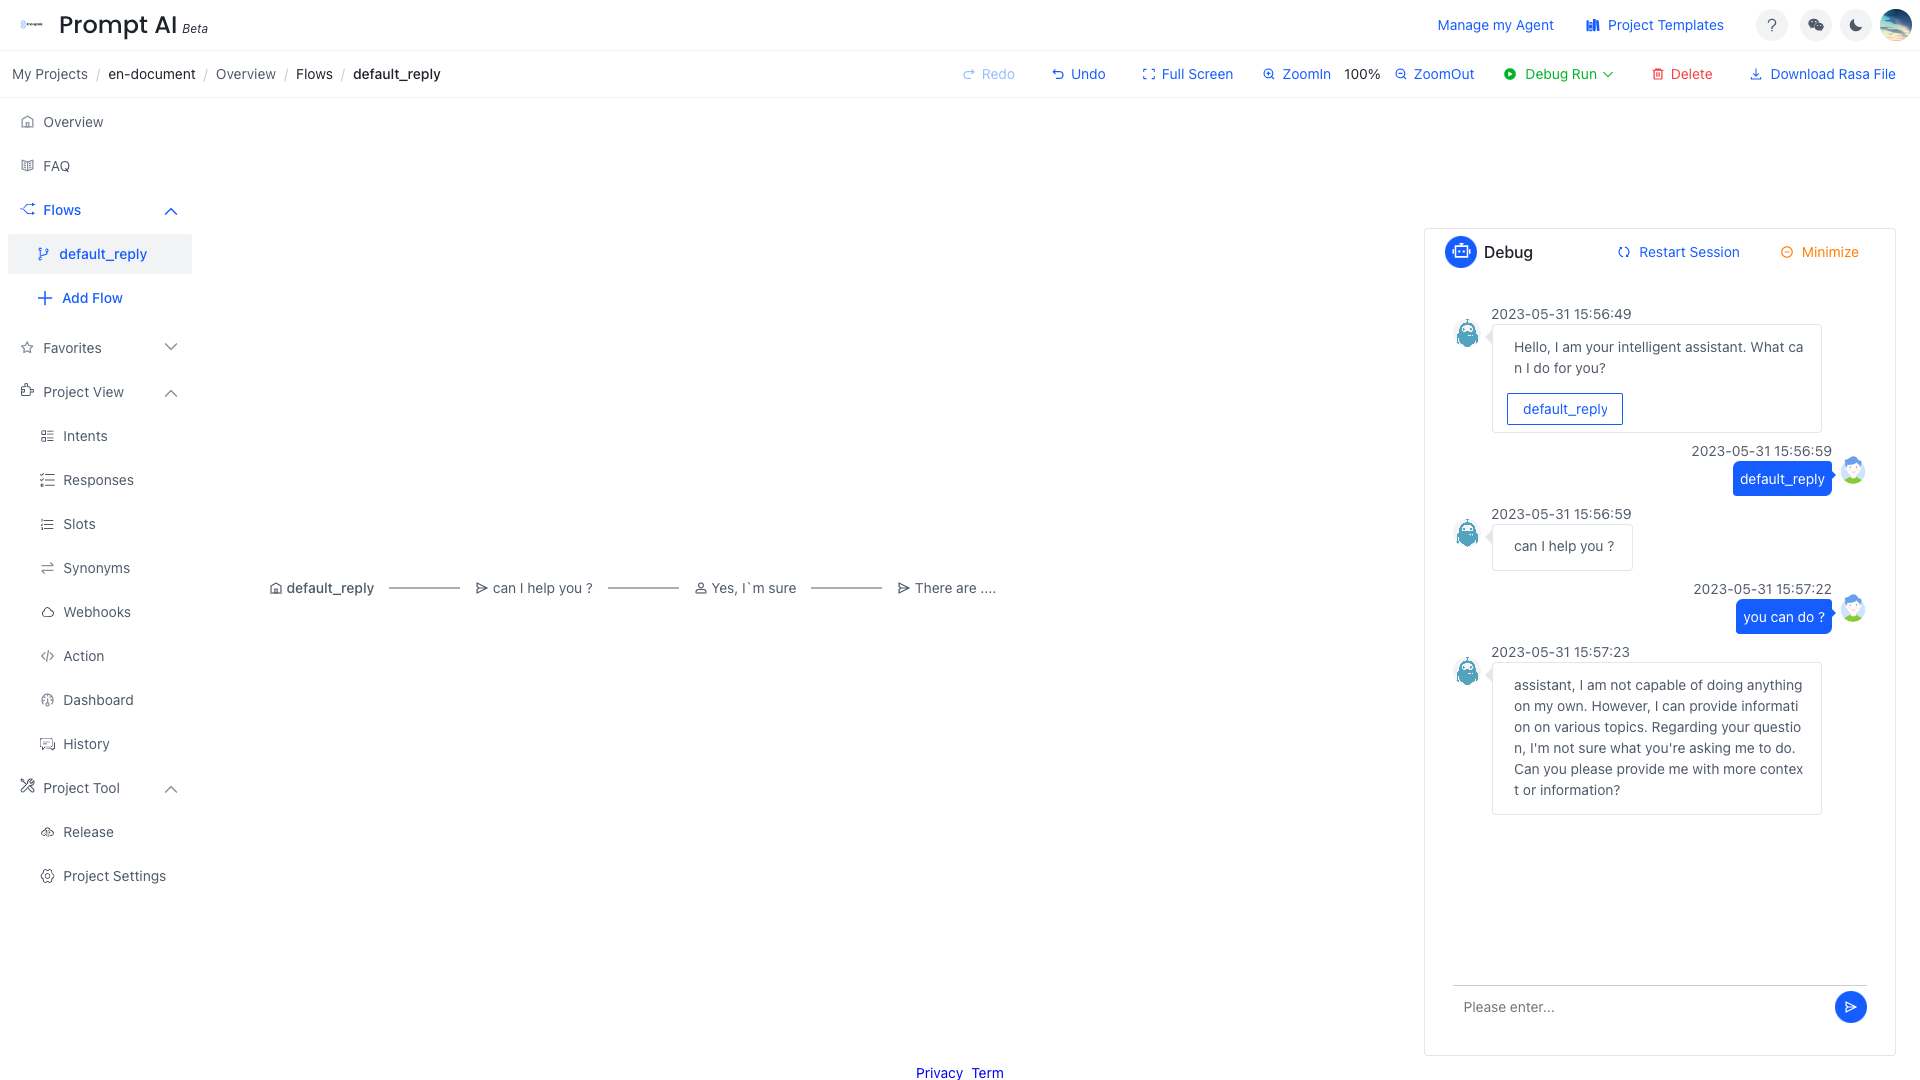 Prompt AI Beta
Manage my Agent
Project Templates
My Projects / en-document / Overview / Flows / default_reply
Redo
Undo
Full Screen
ZoomIn
100%
ZoomOut
Debug Run
Delete
Download Rasa File
Overview
FAQ
Flows
default_reply
Add Flow
Favorites
Project View
Intents
Responses
Slots
Synonyms
Webhooks
Action
Dashboard
History
Project Tool
Release
Project Settings
default_reply
can I help you ?
Yes, I`m sure
There are ....
Debug
Restart Session
Minimize
2023-05-31 15:56:49
Hello, I am your intelligent assistant. What ca
n I do for you?
default_reply
2023-05-31 15:56:59
default_reply
2023-05-31 15:56:59
can I help you ?
2023-05-31 15:57:22
you can do ?
2023-05-31 15:57:23
assistant, I am not capable of doing anything
on my own. However, I can provide informati
on on various topics. Regarding your questio
n, I'm not sure what you're asking me to do.
Can you please provide me with more contex
t or information?
Please enter...
Privacy Term